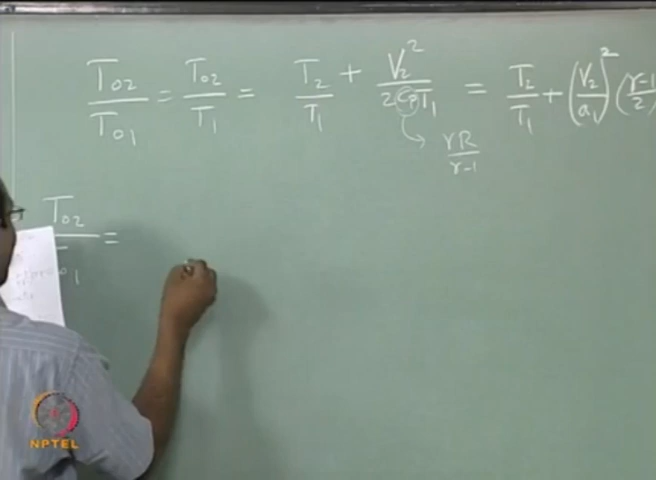 T02/T01 = T02/T1 = T2/T1 + V2²/(2CpT1) = T2/T1 + (V2/a1)² (γ-1/2)
→ γR/γ-1
T02/T01 =
NPTEL